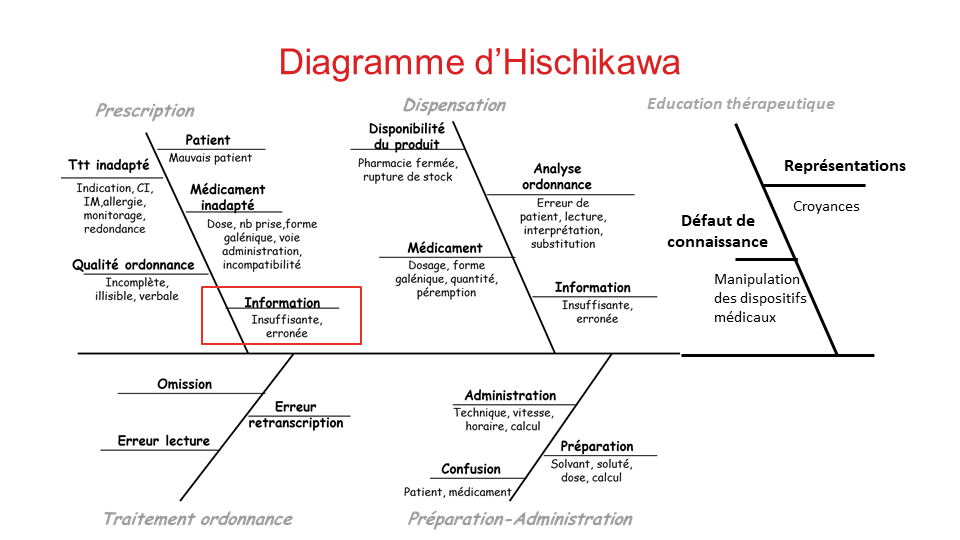 Diagramme d’Hischikawa
Prescription
Patient
Mauvais patient
Ttt inadapté
Indication, CI,
IM,allergie,
monitorage,
redondance
Médicament
inadapté
Dose, nb prise,forme
galénique, voie
administration,
incompatibilité
Qualité ordonnance
Incomplète,
illisible, verbale
Information
Insuffisante,
erronée
Dispensation
Disponibilité
du produit
Pharmacie fermée,
rupture de stock
Analyse
ordonnance
Erreur de
patient, lecture,
interprétation,
substitution
Médicament
Dosage, forme
galénique, quantité,
péremption
Information
Insuffisante,
erronée
Education thérapeutique
Représentations
Croyances
Défaut de
connaissance
Manipulation
des dispositifs
médicaux
Omission
Erreur
retranscription
Erreur lecture
Traitement ordonnance
Administration
Technique, vitesse,
horaire, calcul
Préparation
Solvant, soluté,
dose, calcul
Confusion
Patient, médicament
Préparation-Administration